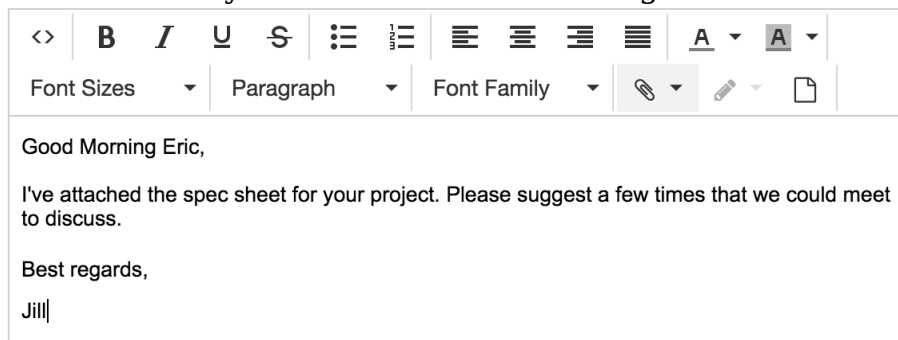 B I U S A A
Font Sizes Paragraph Font Family
Good Morning Eric,
I've attached the spec sheet for your project. Please suggest a few times that we could meet
to discuss.
Best regards,
Jill